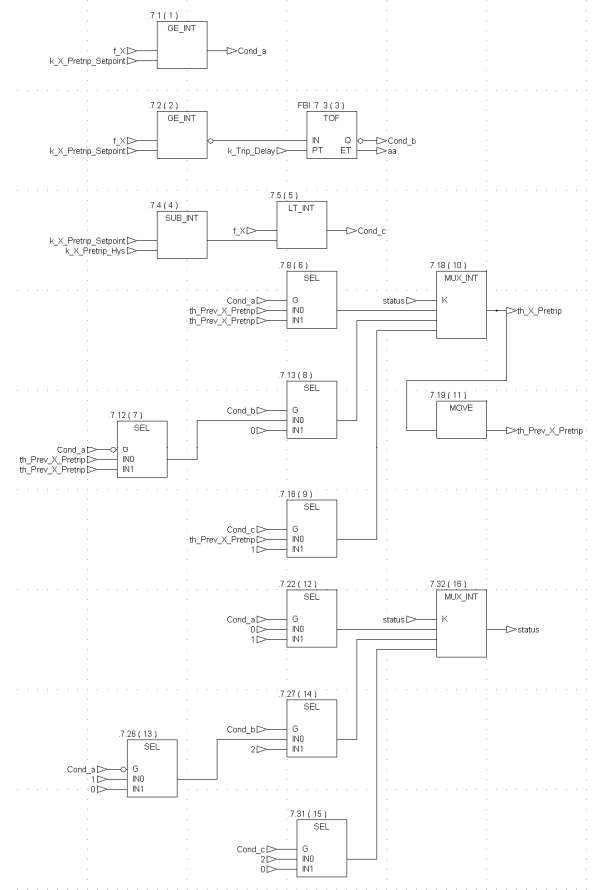 .7.1 ( 1 )
GE_INT
f_X
k_X_Pretrip_Setpoint
Cond_a
.7.2 ( 2 )
GE_INT
f_X
k_X_Pretrip_Setpoint
FBI_7_3 ( 3 )
TOF
IN Q
PT ET
k_Trip_Delay
Cond_b
aa
.7.4 ( 4 )
SUB_INT
k_X_Pretrip_Setpoint
k_X_Pretrip_Hys
.7.5 ( 5 )
LT_INT
f_X
Cond_c
.7.8 ( 6 )
SEL
Cond_a G
th_Prev_X_Pretrip IN0
th_Prev_X_Pretrip IN1
.7.18 ( 10 )
MUX_INT
status K
th_X_Pretrip
.7.13 ( 8 )
SEL
Cond_b G
IN0
0 IN1
.7.19 ( 11 )
MOVE
th_Prev_X_Pretrip
.7.12 ( 7 )
SEL
Cond_a G
th_Prev_X_Pretrip IN0
th_Prev_X_Pretrip IN1
.7.16 ( 9 )
SEL
Cond_c G
th_Prev_X_Pretrip IN0
1 IN1
.7.22 ( 12 )
SEL
Cond_a G
0 IN0
1 IN1
.7.32 ( 16 )
MUX_INT
status K
status
.7.27 ( 14 )
SEL
Cond_b G
IN0
2 IN1
.7.26 ( 13 )
SEL
Cond_a G
1 IN0
0 IN1
.7.31 ( 15 )
SEL
Cond_c G
2 IN0
0 IN1